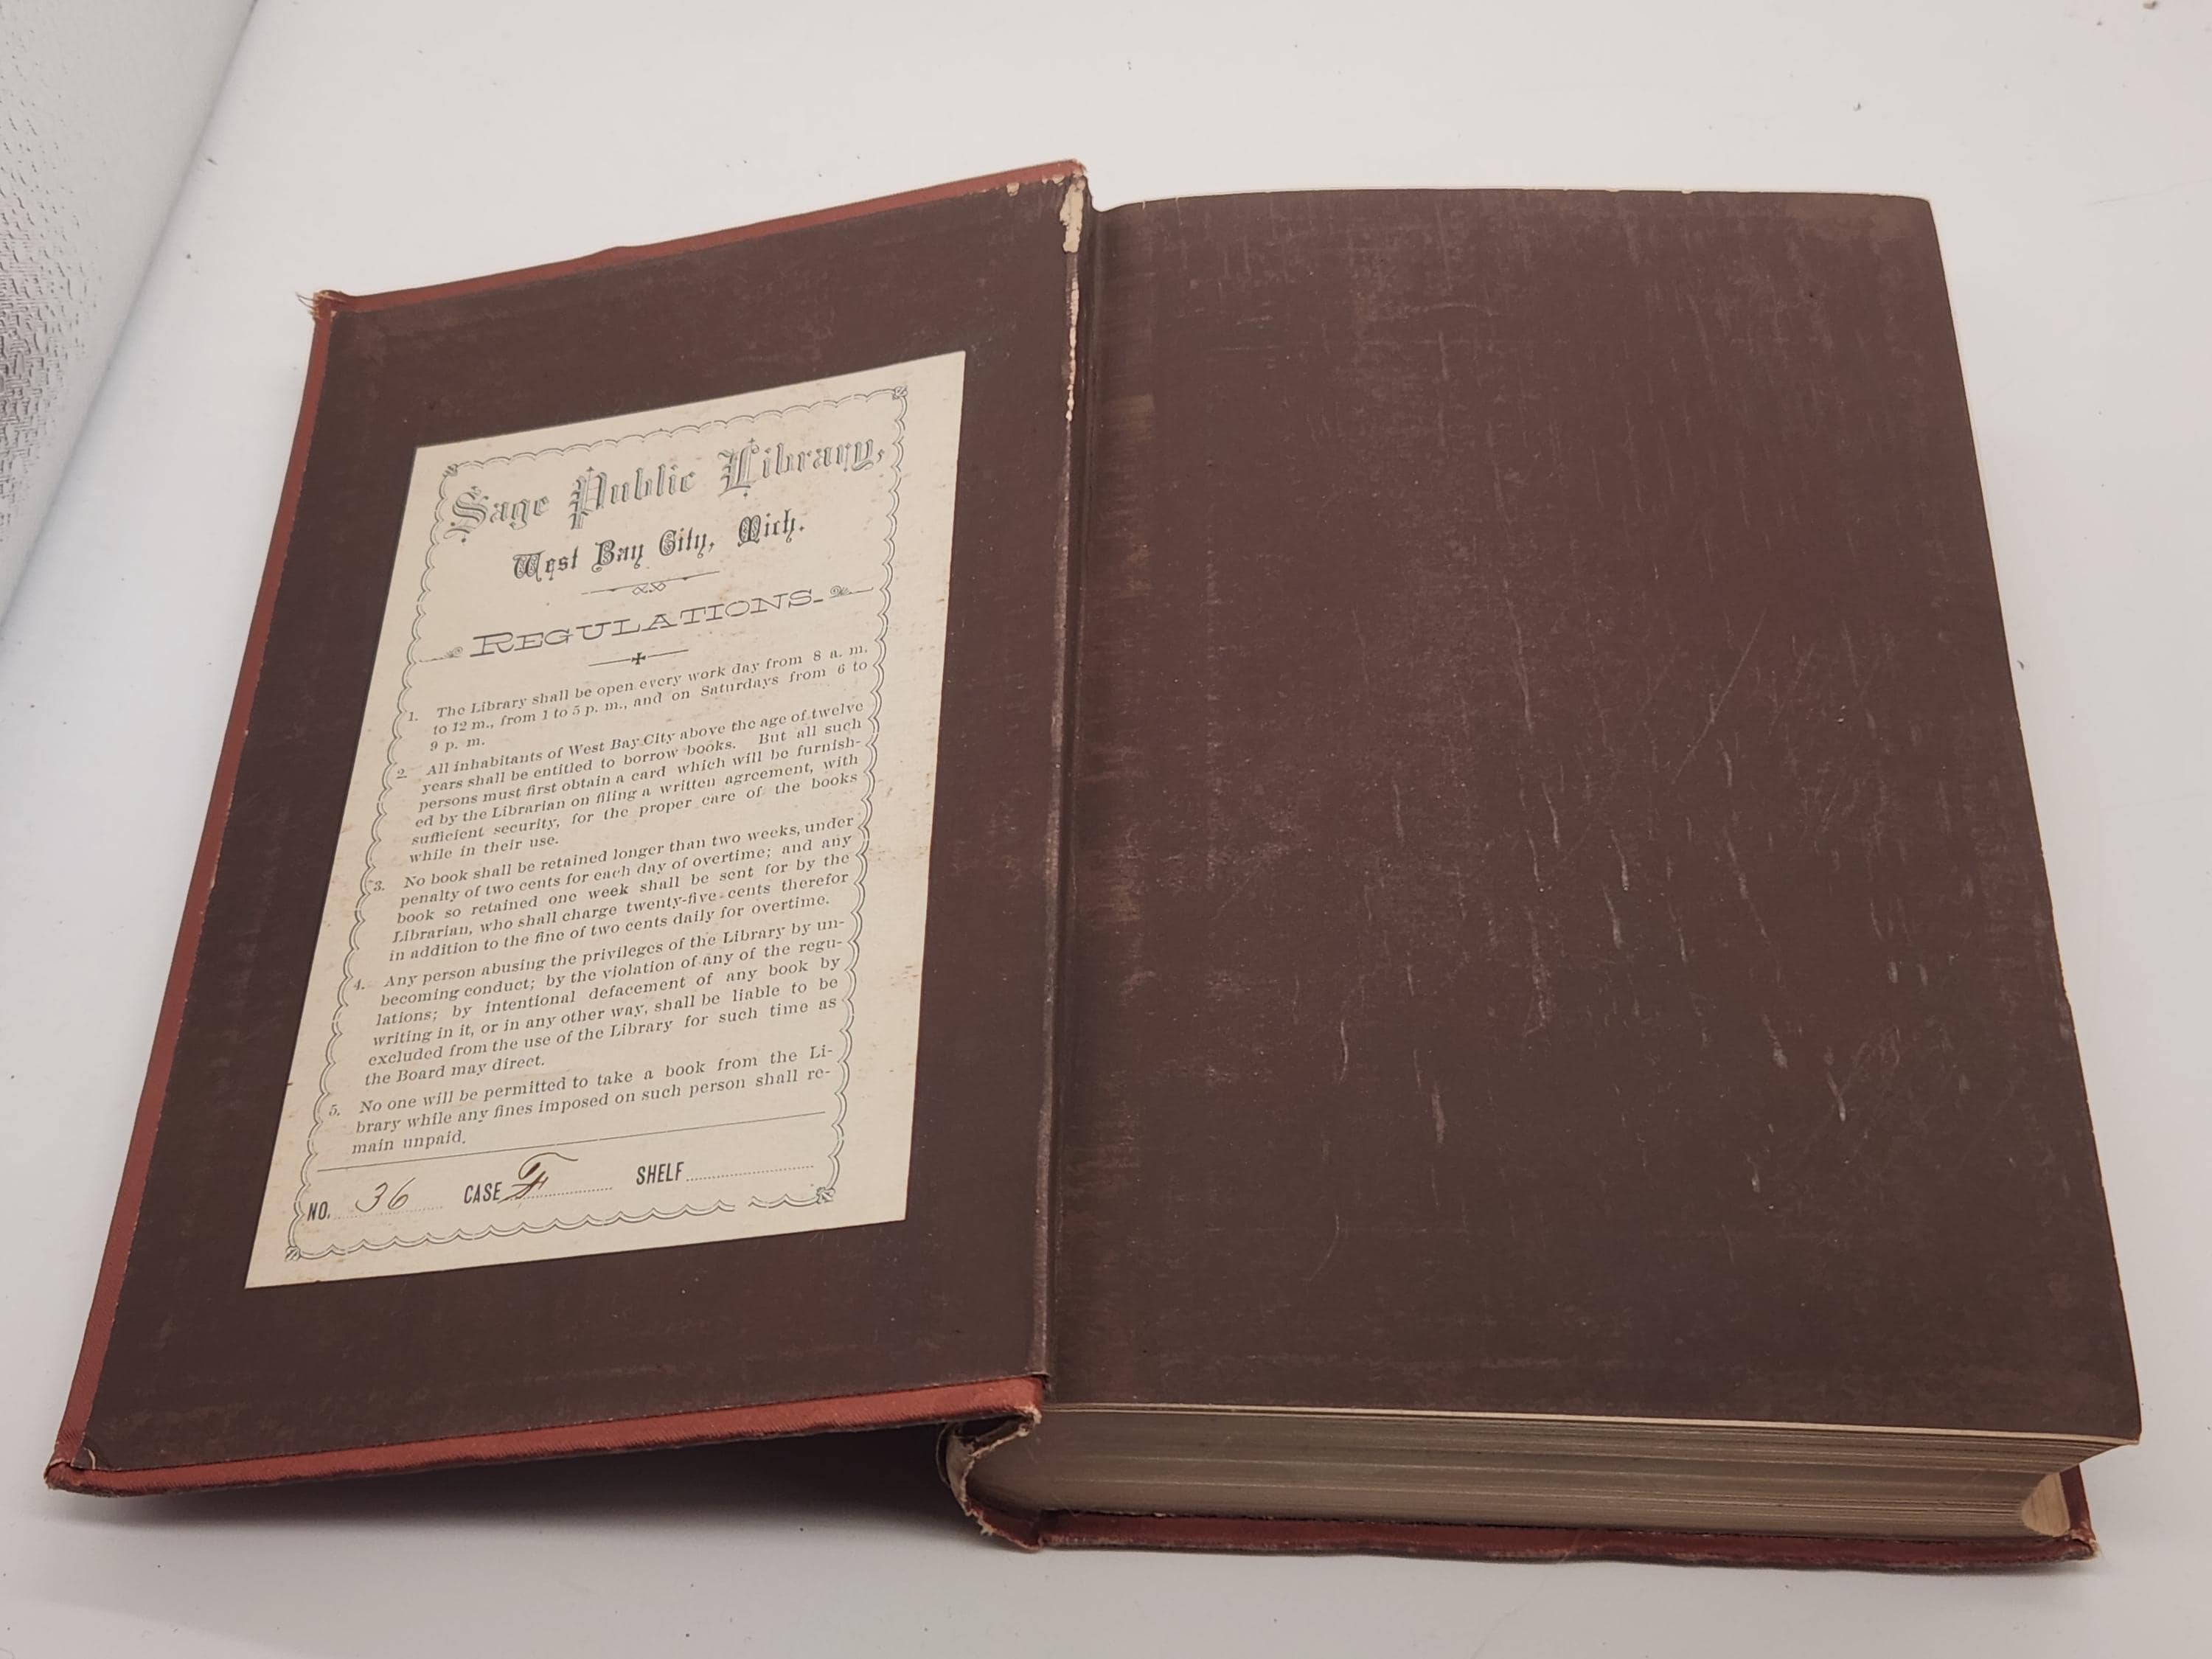 Sage Public Library,
West Bay City, Mich.
REGULATIONS.
1. The Library shall be open every work day from 8 a. m.
to 12 m., from 1 to 5 p. m., and on Saturdays from 6 to
9 p. m.
2. All inhabitants of West Bay City above the age of twelve
years shall be entitled to borrow books. But all such
persons must first obtain a card which will be furnish-
ed by the Librarian on filing a written agreement, with
sufficient security, for the proper care of the books
while in their use.
3. No book shall be retained longer than two weeks, under
penalty of two cents for each day of overtime; and any
book so retained one week shall be sent for by the
Librarian, who shall charge twenty-five cents therefor
in addition to the fine of two cents daily for overtime.
4. Any person abusing the privileges of the Library by un-
becoming conduct; by the violation of any of the regu-
lations; by intentional defacement of any book by
writing in it, or in any other way, shall be liable to be
excluded from the use of the Library for such time as
the Board may direct.
5. No one will be permitted to take a book from the Li-
brary while any fines imposed on such person shall re-
main unpaid.
NO. 36 CASE F SHELF